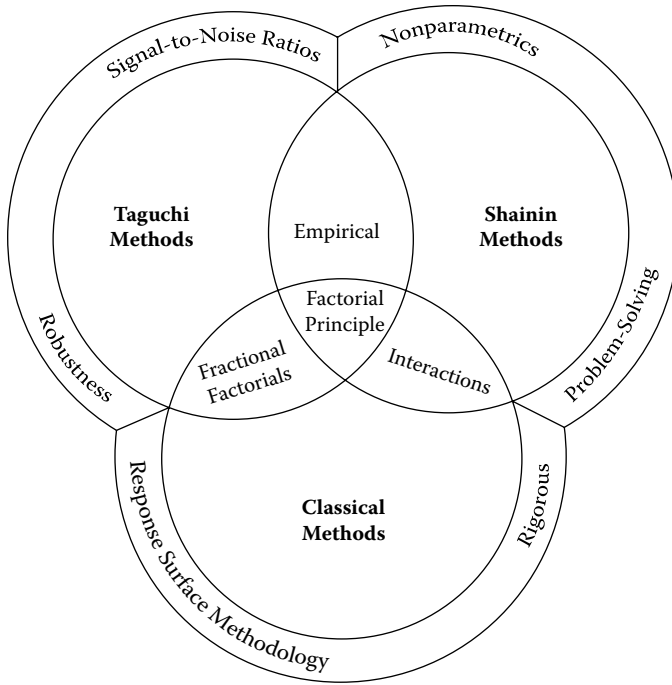 Signal-to-Noise Ratios
Nonparametrics
Taguchi
Methods
Shainin
Methods
Empirical
Factorial
Principle
Robustness
Fractional
Factorials
Interactions
Problem-Solving
Classical
Methods
Response Surface Methodology
Rigorous